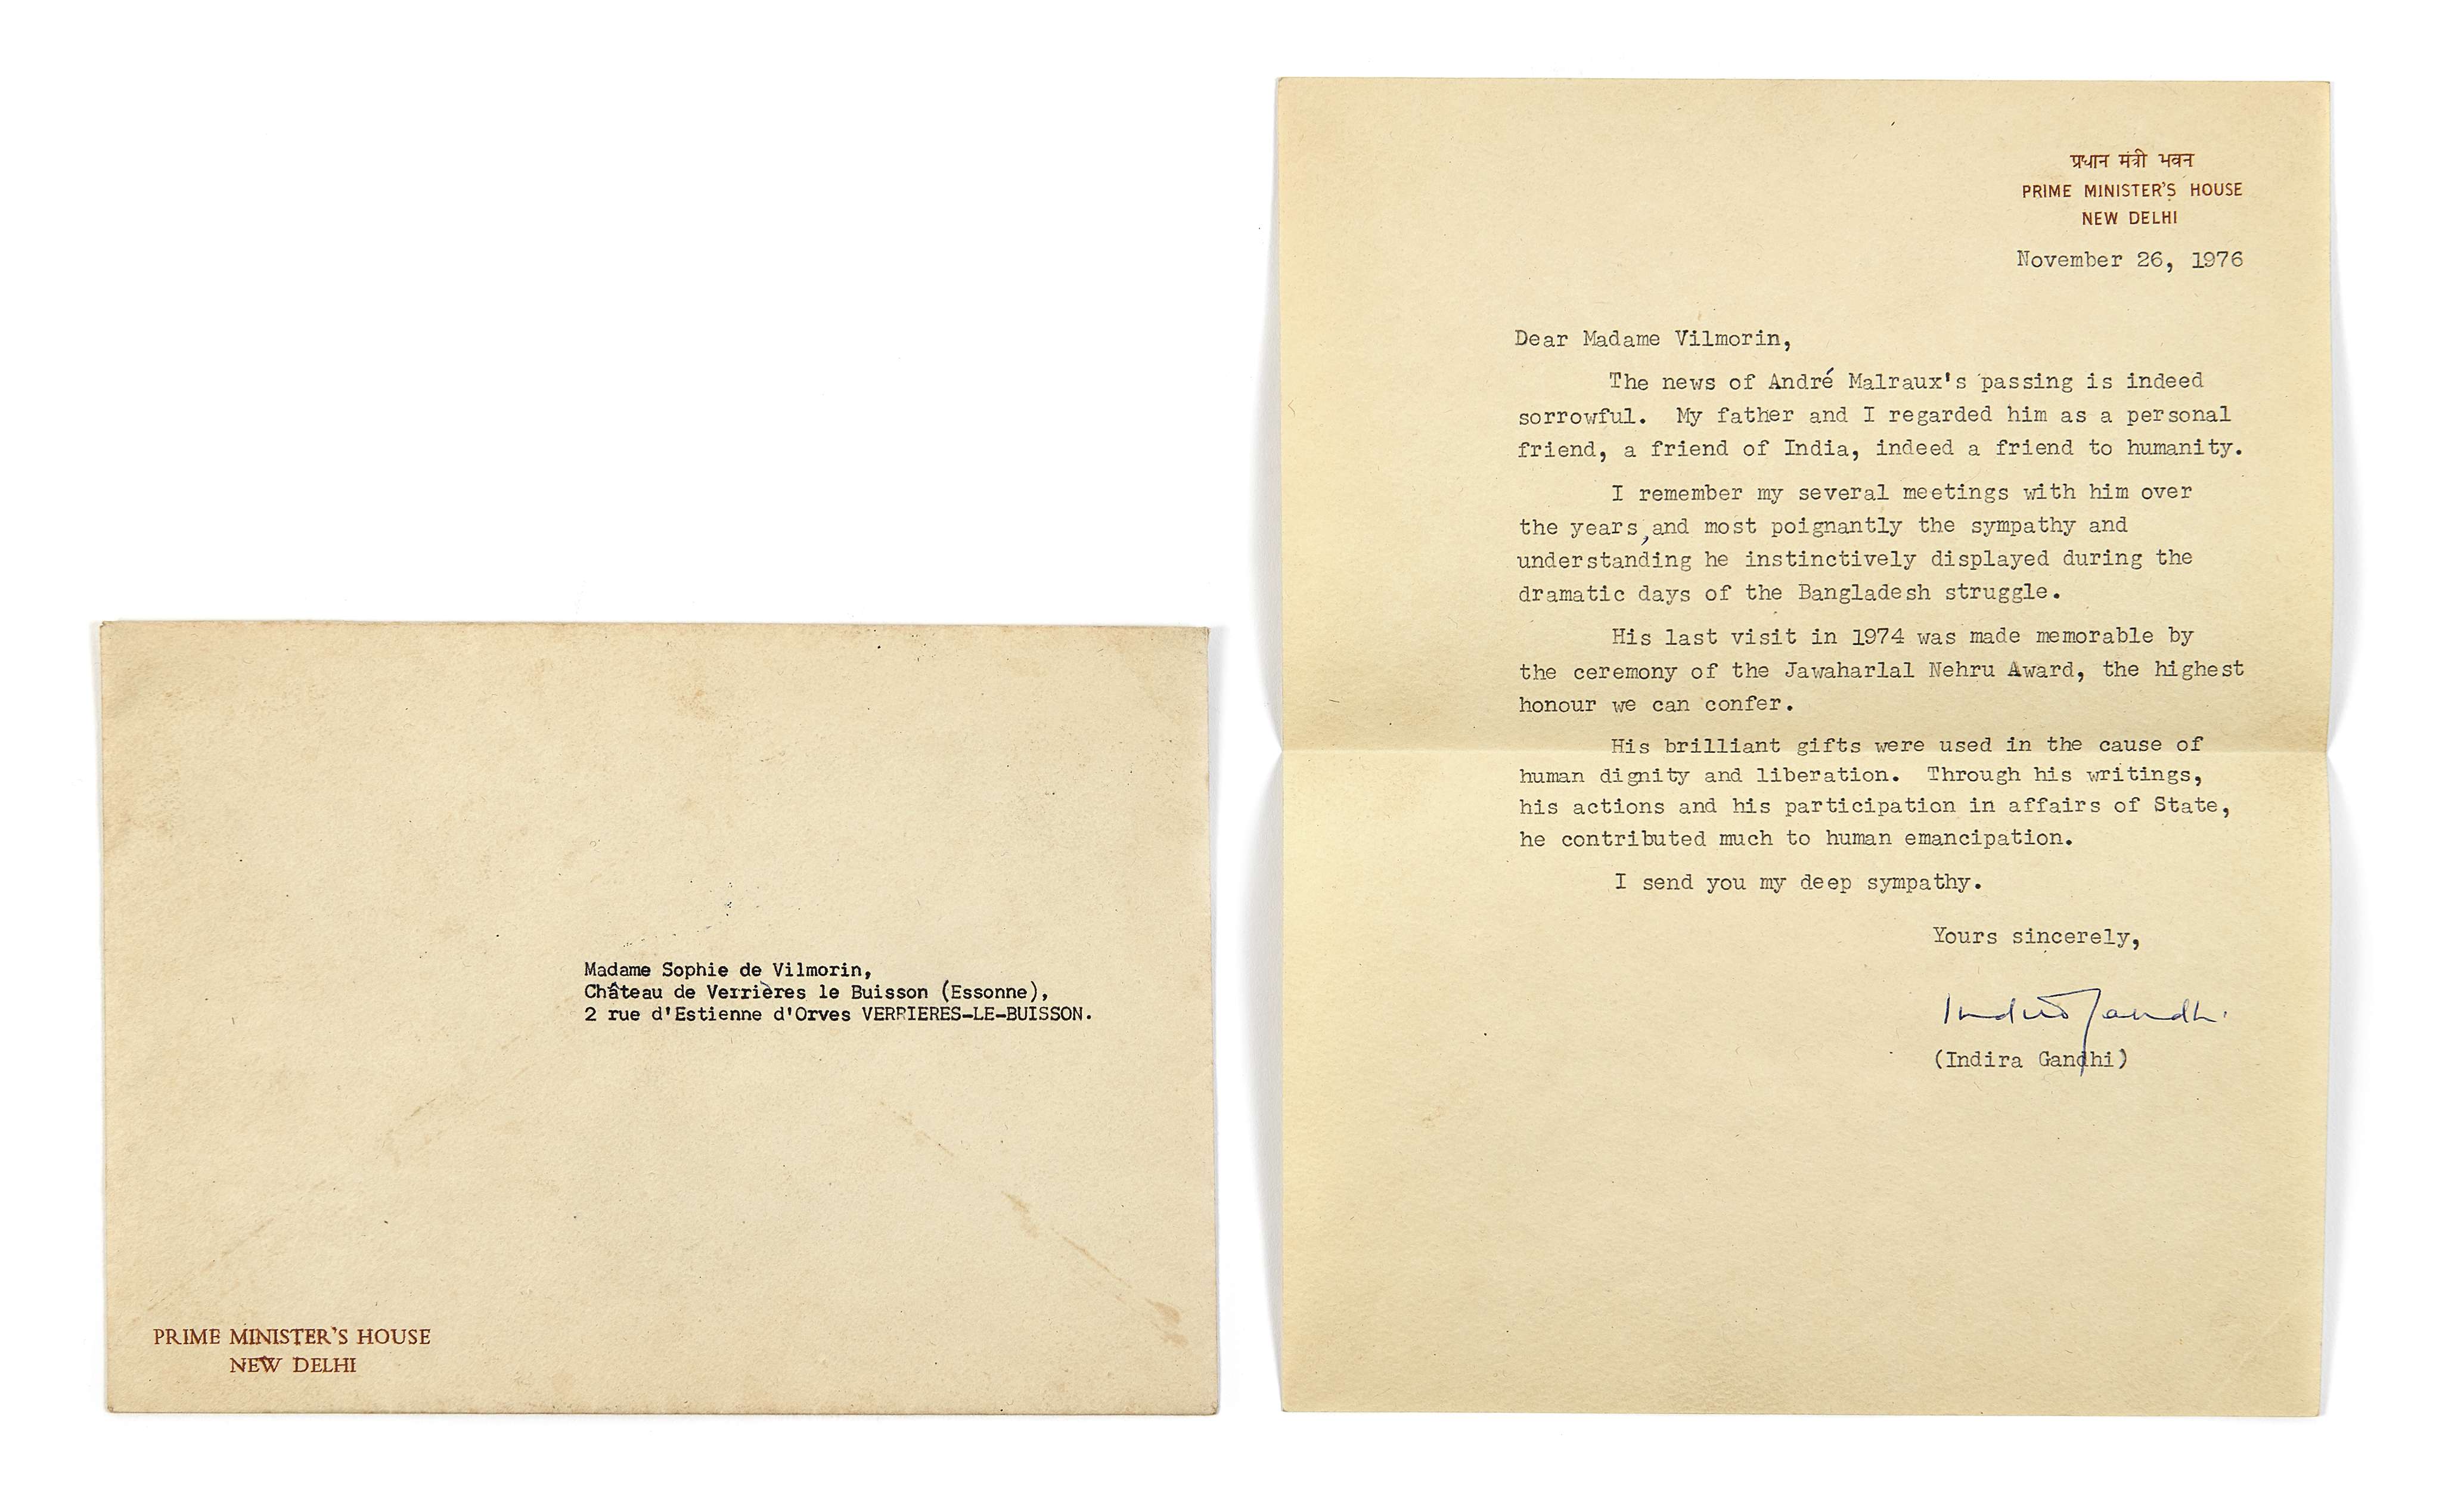 प्रधान मंत्री भवन
PRIME MINISTER'S HOUSE
NEW DELHI
November 26, 1976
Dear Madame Vilmorin,
The news of André Malraux's passing is indeed
sorrowful. My father and I regarded him as a personal
friend, a friend of India, indeed a friend to humanity.
I remember my several meetings with him over
the years, and most poignantly the sympathy and
understanding he instinctively displayed during the
dramatic days of the Bangladesh struggle.
His last visit in 1974 was made memorable by
the ceremony of the Jawaharlal Nehru Award, the highest
honour we can confer.
His brilliant gifts were used in the cause of
human dignity and liberation. Through his writings,
his actions and his participation in affairs of State,
he contributed much to human emancipation.
I send you my deep sympathy.
Yours sincerely,
Indira Gandhi
(Indira Gandhi)
Madame Sophie de Vilmorin,
Château de Verrières le Buisson (Essonne),
2 rue d'Estienne d'Orves VERRIERES-LE-BUISSON.
PRIME MINISTER'S HOUSE
NEW DELHI